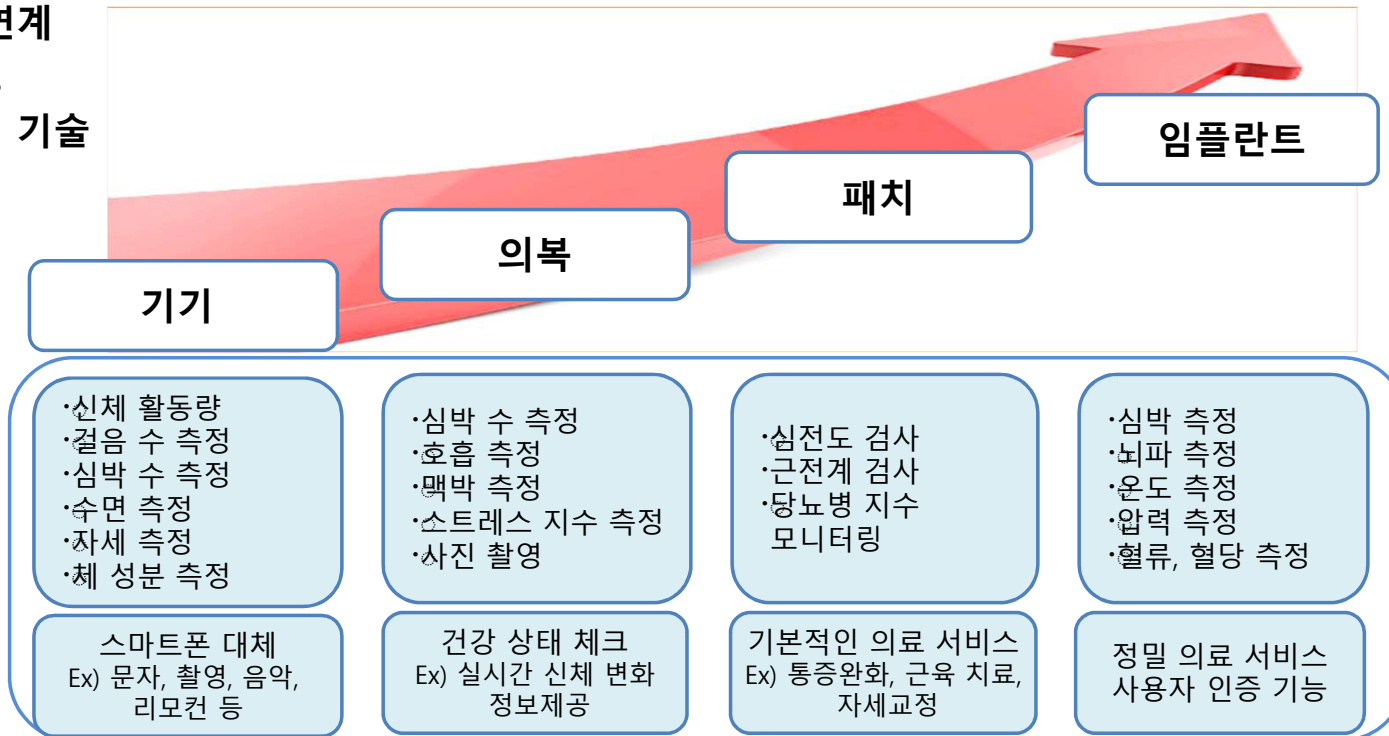 연계
기술
임플란트
패치
의복
기기
·신체 활동량
·걸음 수 측정
·심박 수 측정
·수면 측정
·자세 측정
·체 성분 측정
·심박 수 측정
·호흡 측정
·맥박 측정
·스트레스 지수 측정
·사진 촬영
·심전도 검사
·근전계 검사
·당뇨병 지수
모니터링
·심박 측정
·뇌파 측정
·온도 측정
·압력 측정
·혈류, 혈당 측정
스마트폰 대체
Ex) 문자, 촬영, 음악,
리모컨 등
건강 상태 체크
Ex) 실시간 신체 변화
정보제공
기본적인 의료 서비스
Ex) 통증완화, 근육 치료,
자세교정
정밀 의료 서비스
사용자 인증 기능